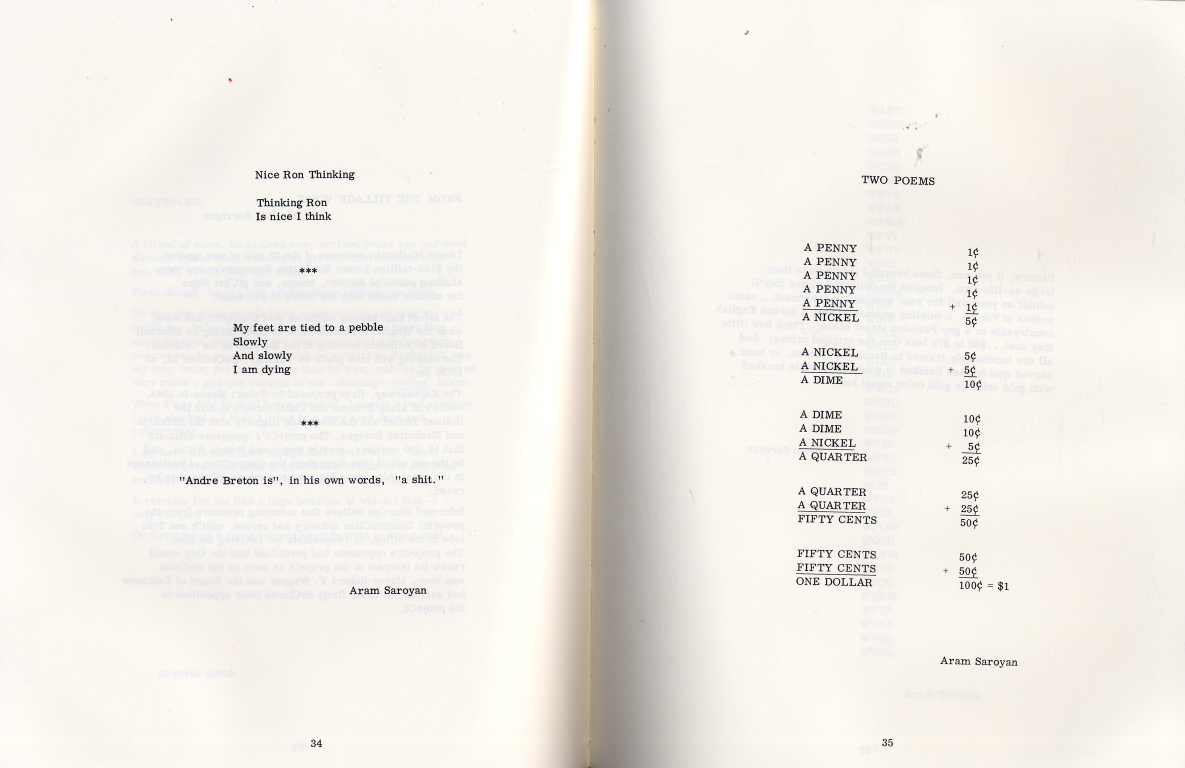 Nice Ron Thinking
Thinking Ron
Is nice I think
***
My feet are tied to a pebble
Slowly
And slowly
I am dying
***
"Andre Breton is", in his own words, "a shit."
Aram Saroyan
34
TWO POEMS
A PENNY 1¢
A PENNY 1¢
A PENNY 1¢
A PENNY 1¢
A PENNY + 1¢
A NICKEL 5¢
A NICKEL 5¢
A NICKEL + 5¢
A DIME 10¢
A DIME 10¢
A DIME 10¢
A NICKEL + 5¢
A QUARTER 25¢
A QUARTER 25¢
A QUARTER + 25¢
FIFTY CENTS 50¢
FIFTY CENTS 50¢
FIFTY CENTS + 50¢
ONE DOLLAR 100¢ = $1
Aram Saroyan
35